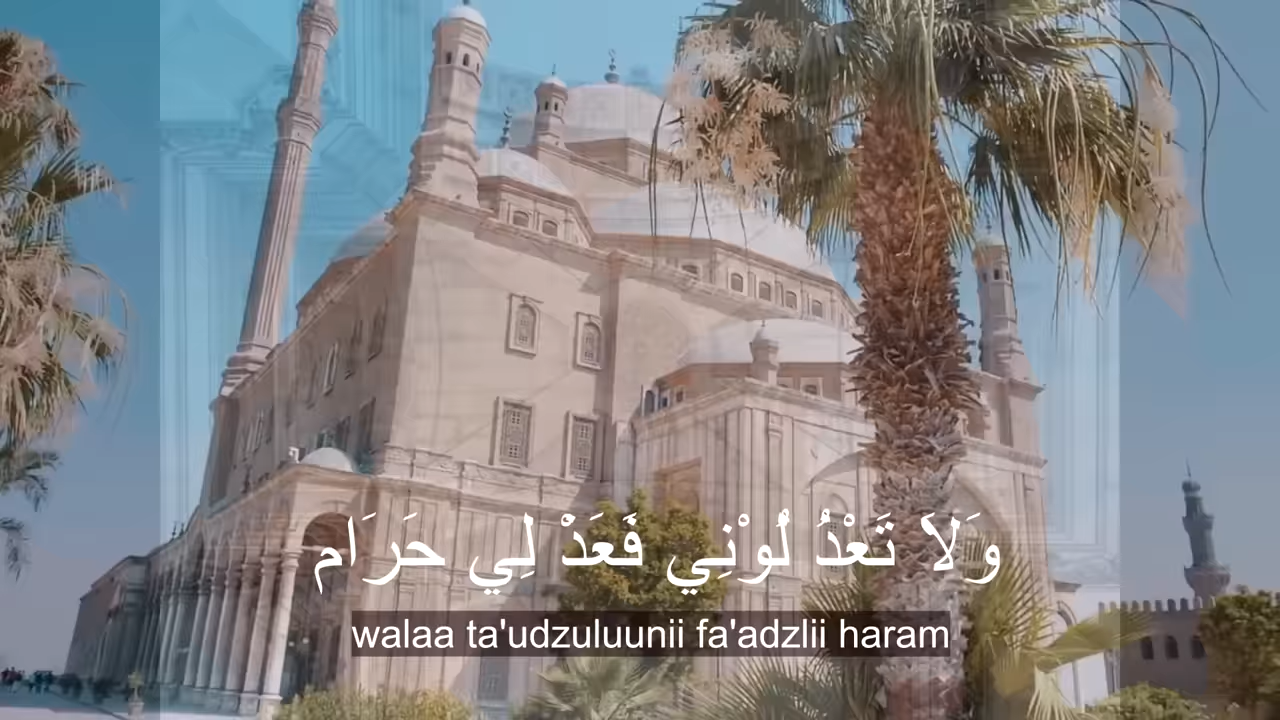 وَلاَ تَعْدُ لُوْنِي فَعَدْ لِي حَرَام
walaa ta'udzuluunii fa'adzlii haram